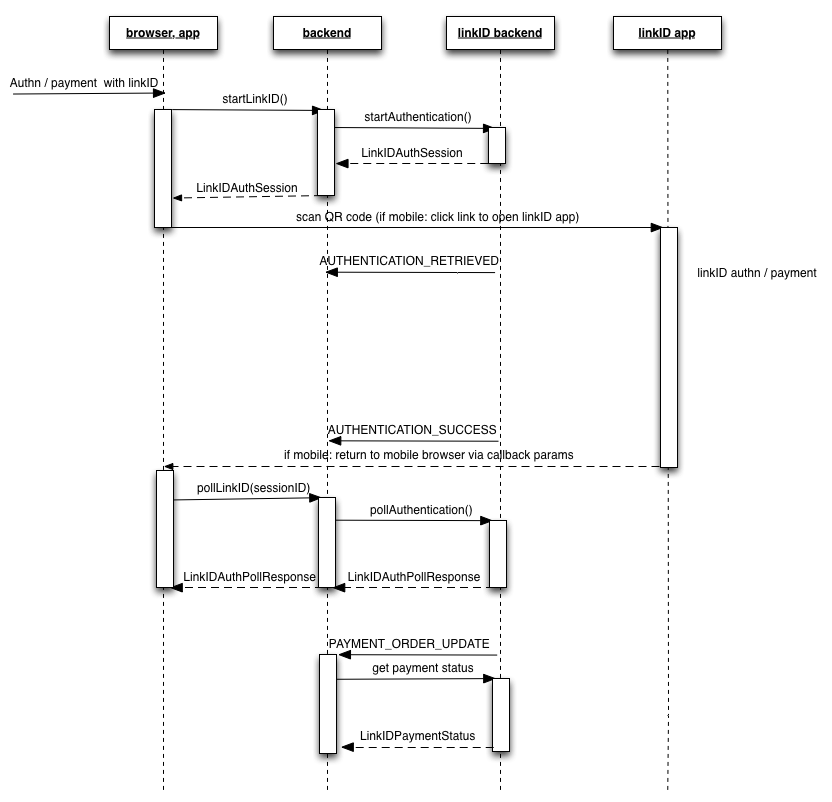 browser, app
backend
linkID backend
linkID app
Authn / payment  with linkID
startLinkID()
startAuthentication()
LinkIDAuthSession
LinkIDAuthSession
scan QR code (if mobile: click link to open linkID app)
AUTHENTICATION_RETRIEVED
linkID authn / payment
AUTHENTICATION_SUCCESS
if mobile: return to mobile browser via callback params
pollLinkID(sessionID)
pollAuthentication()
LinkIDAuthPollResponse
LinkIDAuthPollResponse
PAYMENT_ORDER_UPDATE
get payment status
LinkIDPaymentStatus